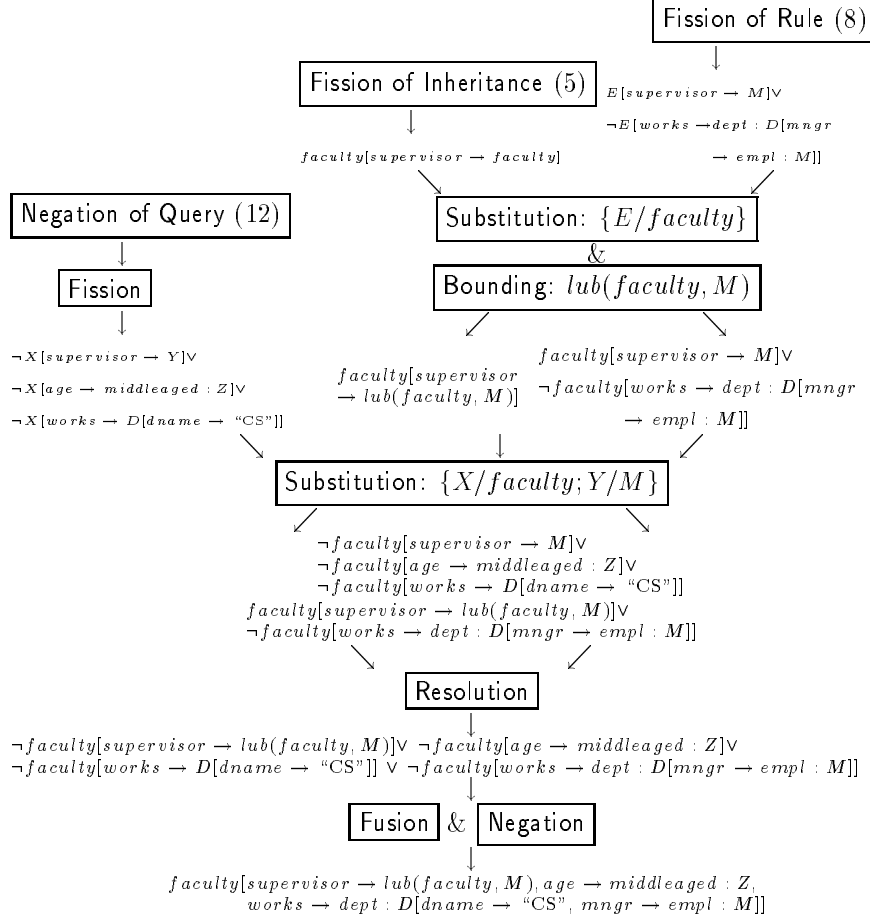 Fission of Rule (8)
Fission of Inheritance (5)
E[supervisor → M]∨
¬E[works →dept : D[mngr
→ empl : M]]
faculty[supervisor → faculty]
Negation of Query (12)
Substitution: {E/faculty}
&
Fission
Bounding: lub(faculty, M)
¬X[supervisor → Y]∨
¬X[age → middleaged : Z]∨
¬X[works → D[dname → “CS”]]
faculty[supervisor
→ lub(faculty, M)]
faculty[supervisor → M]∨
¬faculty[works → dept : D[mngr
→ empl : M]]
Substitution: {X/faculty; Y/M}
¬faculty[supervisor → M]∨
¬faculty[age → middleaged : Z]∨
¬faculty[works → D[dname → “CS”]]
faculty[supervisor → lub(faculty, M)]∨
¬faculty[works → dept : D[mngr → empl : M]]
Resolution
¬faculty[supervisor → lub(faculty, M)]∨ ¬faculty[age → middleaged : Z]∨
¬faculty[works → D[dname → “CS”]] ∨ ¬faculty[works → dept : D[mngr → empl : M]]
Fusion & Negation
faculty[supervisor → lub(faculty, M), age → middleaged : Z,
works → dept : D[dname → “CS”, mngr → empl : M]]